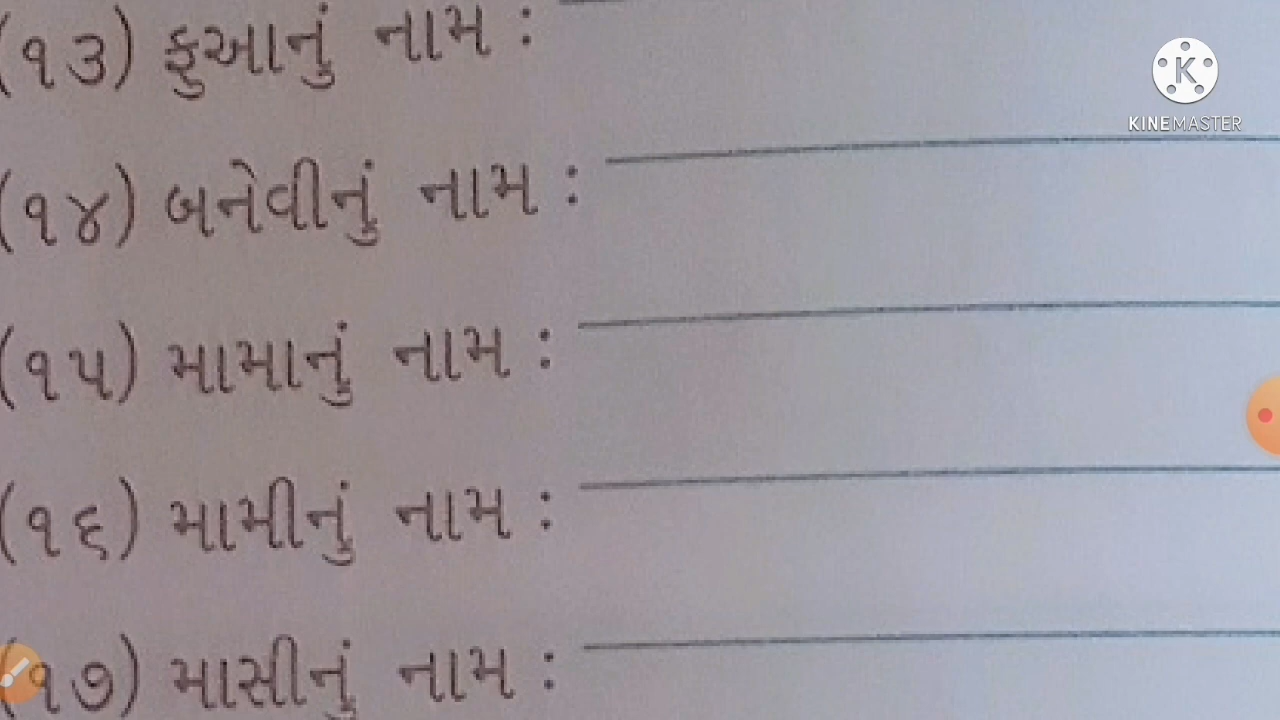 (૧૩) ફુઆનું નામ :
KINEMASTER
(૧૪) બનેવીનું નામ :
(૧૫) મામાનું નામ :
(૧૬) મામીનું નામ :
(૧૭) માસીનું નામ :